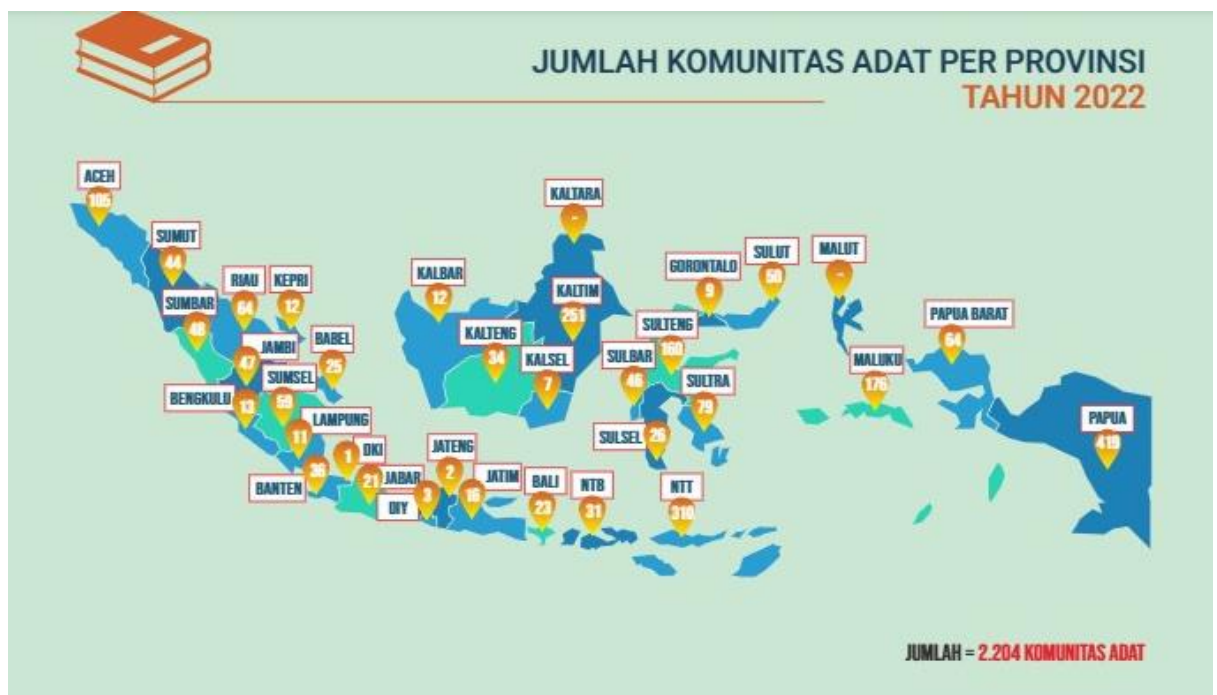 JUMLAH KOMUNITAS ADAT PER PROVINSI
TAHUN 2022
ACEH
105
SUMUT
44
SUMBAR
48
RIAU
64
KEPRI
12
JAMBI
47
BABEL
25
BENGKULU
13
SUMSEL
59
LAMPUNG
11
BANTEN
36
DKI
1
JABAR
21
DIY
3
JATENG
2
JATIM
16
BALI
23
NTB
31
NTT
310
KALBAR
12
KALTENG
34
KALSEL
7
KALTIM
251
KALTARA
-
SULBAR
46
SULTENG
160
SULSEL
26
SULTRA
79
GORONTALO
9
SULUT
50
MALUT
-
MALUKU
176
PAPUA BARAT
64
PAPUA
419
JUMLAH = 2.204 KOMUNITAS ADAT